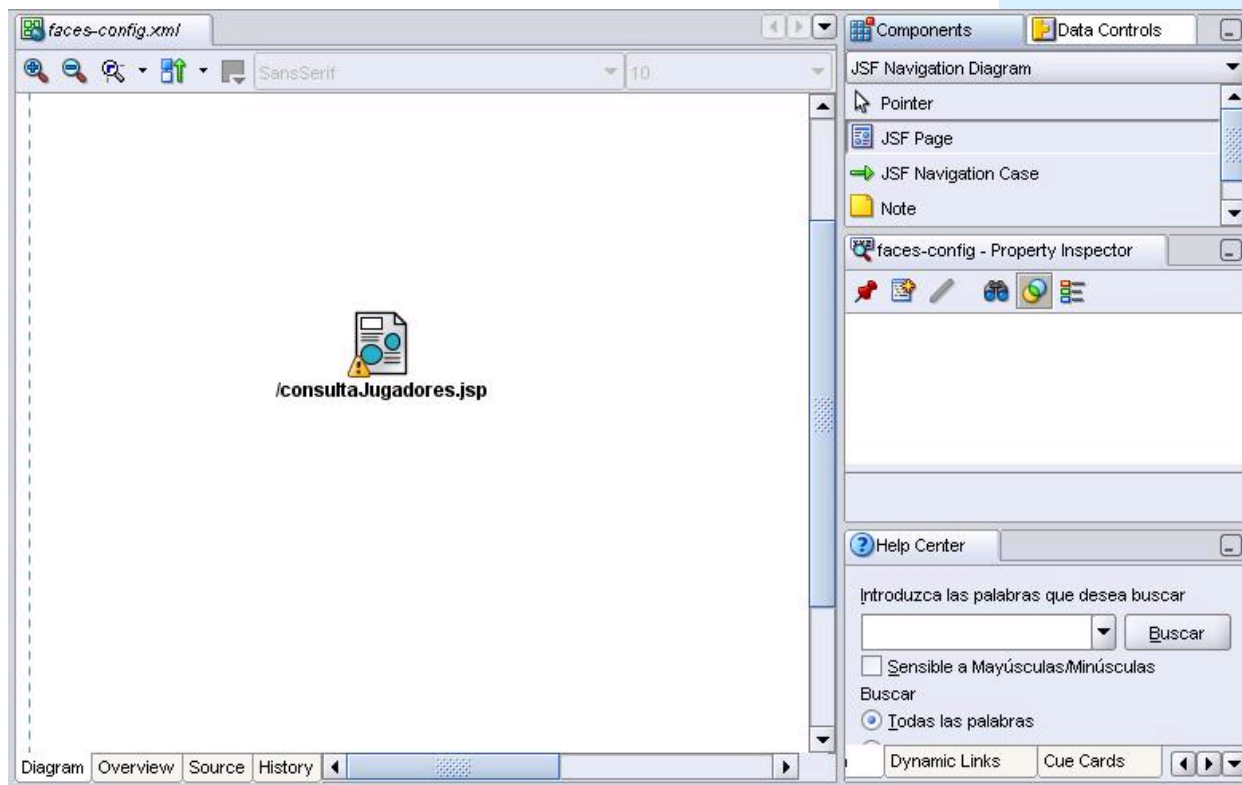 faces-config.xml
SansSerif
10
/consultaJugadores.jsp
Diagram
Overview
Source
History
Components
Data Controls
JSF Navigation Diagram
Pointer
JSF Page
JSF Navigation Case
Note
faces-config - Property Inspector
Help Center
Introduzca las palabras que desea buscar
Buscar
Sensible a Mayúsculas/Minúsculas
Buscar
Todas las palabras
Dynamic Links
Cue Cards